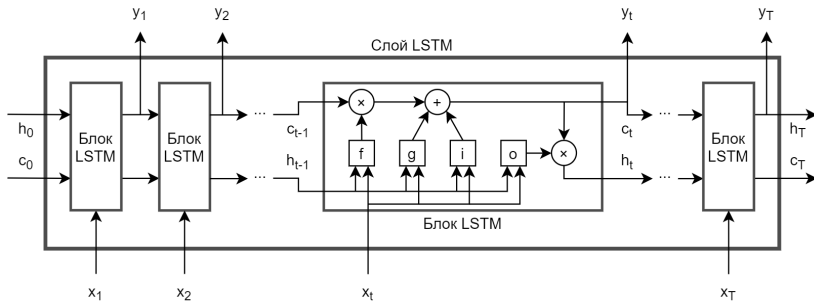 y1 y2 yt yT
Слой LSTM
h0
c0
Блок
LSTM
Блок
LSTM
...
...
...
...
ct-1
ht-1
×
+
f
g
i
o
×
Блок LSTM
ct
ht
...
...
...
...
Блок
LSTM
hT
cT
x1 x2 xt xT